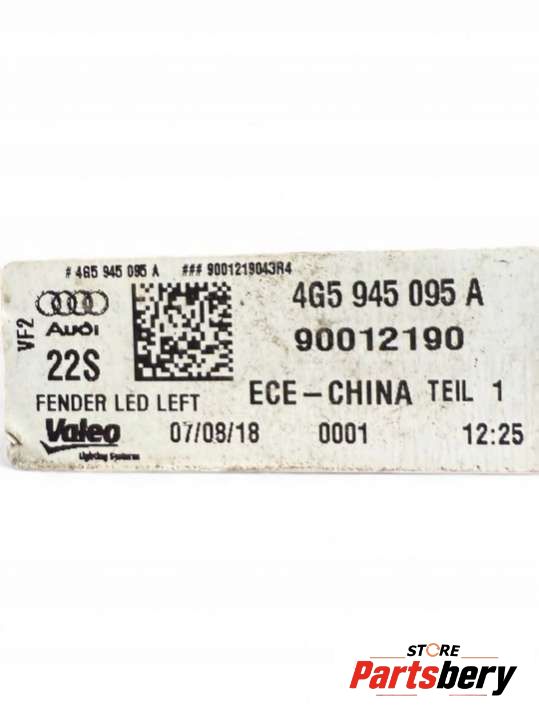 # 4G5 945 095 A ### 9001219043R4
VF2
Audi
4G5 945 095 A
90012190
22S
FENDER LED LEFT
ECE-CHINA TEIL 1
Valeo
Lighting Systems
07/08/18 0001 12:25
STORE
Partsbery